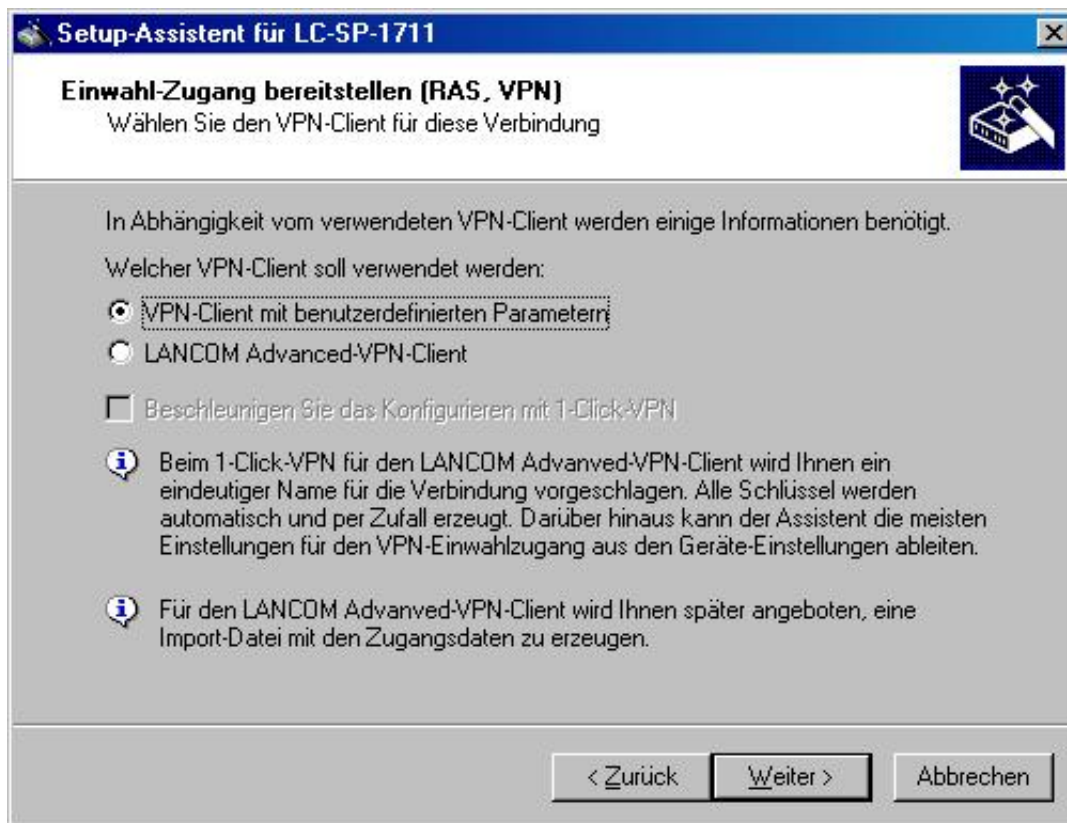 Setup-Assistent für LC-SP-1711
Einwahl-Zugang bereitstellen (RAS, VPN)
Wählen Sie den VPN-Client für diese Verbindung
In Abhängigkeit vom verwendeten VPN-Client werden einige Informationen benötigt.
Welcher VPN-Client soll verwendet werden:
VPN-Client mit benutzerdefinierten Parametern
LANCOM Advanced-VPN-Client
Beschleunigen Sie das Konfigurieren mit 1-Click-VPN
Beim 1-Click-VPN für den LANCOM Advanved-VPN-Client wird Ihnen ein
eindeutiger Name für die Verbindung vorgeschlagen. Alle Schlüssel werden
automatisch und per Zufall erzeugt. Darüber hinaus kann der Assistent die meisten
Einstellungen für den VPN-Einwahlzugang aus den Geräte-Einstellungen ableiten.
Für den LANCOM Advanved-VPN-Client wird Ihnen später angeboten, eine
Import-Datei mit den Zugangsdaten zu erzeugen.
< Zurück Weiter > Abbrechen